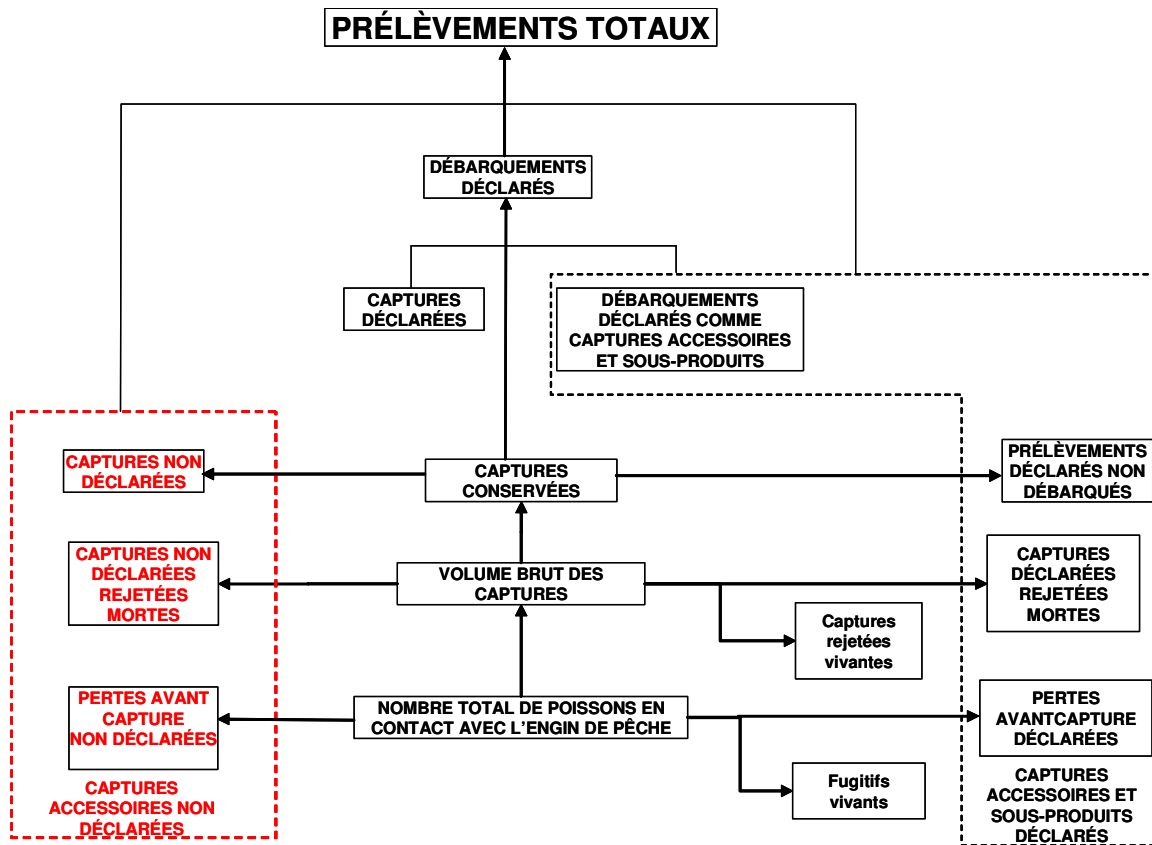 PRÉLÈVEMENTS TOTAUX
DÉBARQUEMENTS
DÉCLARÉS
CAPTURES
DÉCLARÉES
DÉBARQUEMENTS
DÉCLARÉS COMME
CAPTURES ACCESSOIRES
ET SOUS-PRODUITS
CAPTURES NON
DÉCLARÉES
CAPTURES
CONSERVÉES
PRÉLÈVEMENTS
DÉCLARÉS NON
DÉBARQUÉS
CAPTURES NON
DÉCLARÉES
REJETÉES
MORTES
VOLUME BRUT DES
CAPTURES
CAPTURES
DÉCLARÉES
REJETÉES
MORTES
Captures
rejetées
vivantes
PERTES AVANT
CAPTURE
NON DÉCLARÉES
NOMBRE TOTAL DE POISSONS EN
CONTACT AVEC L'ENGIN DE PÊCHE
PERTES
AVANTCAPTURE
DÉCLARÉES
Fugitifs
vivants
CAPTURES
ACCESSOIRES NON
DÉCLARÉES
CAPTURES
ACCESSOIRES ET
SOUS-PRODUITS
DÉCLARÉS